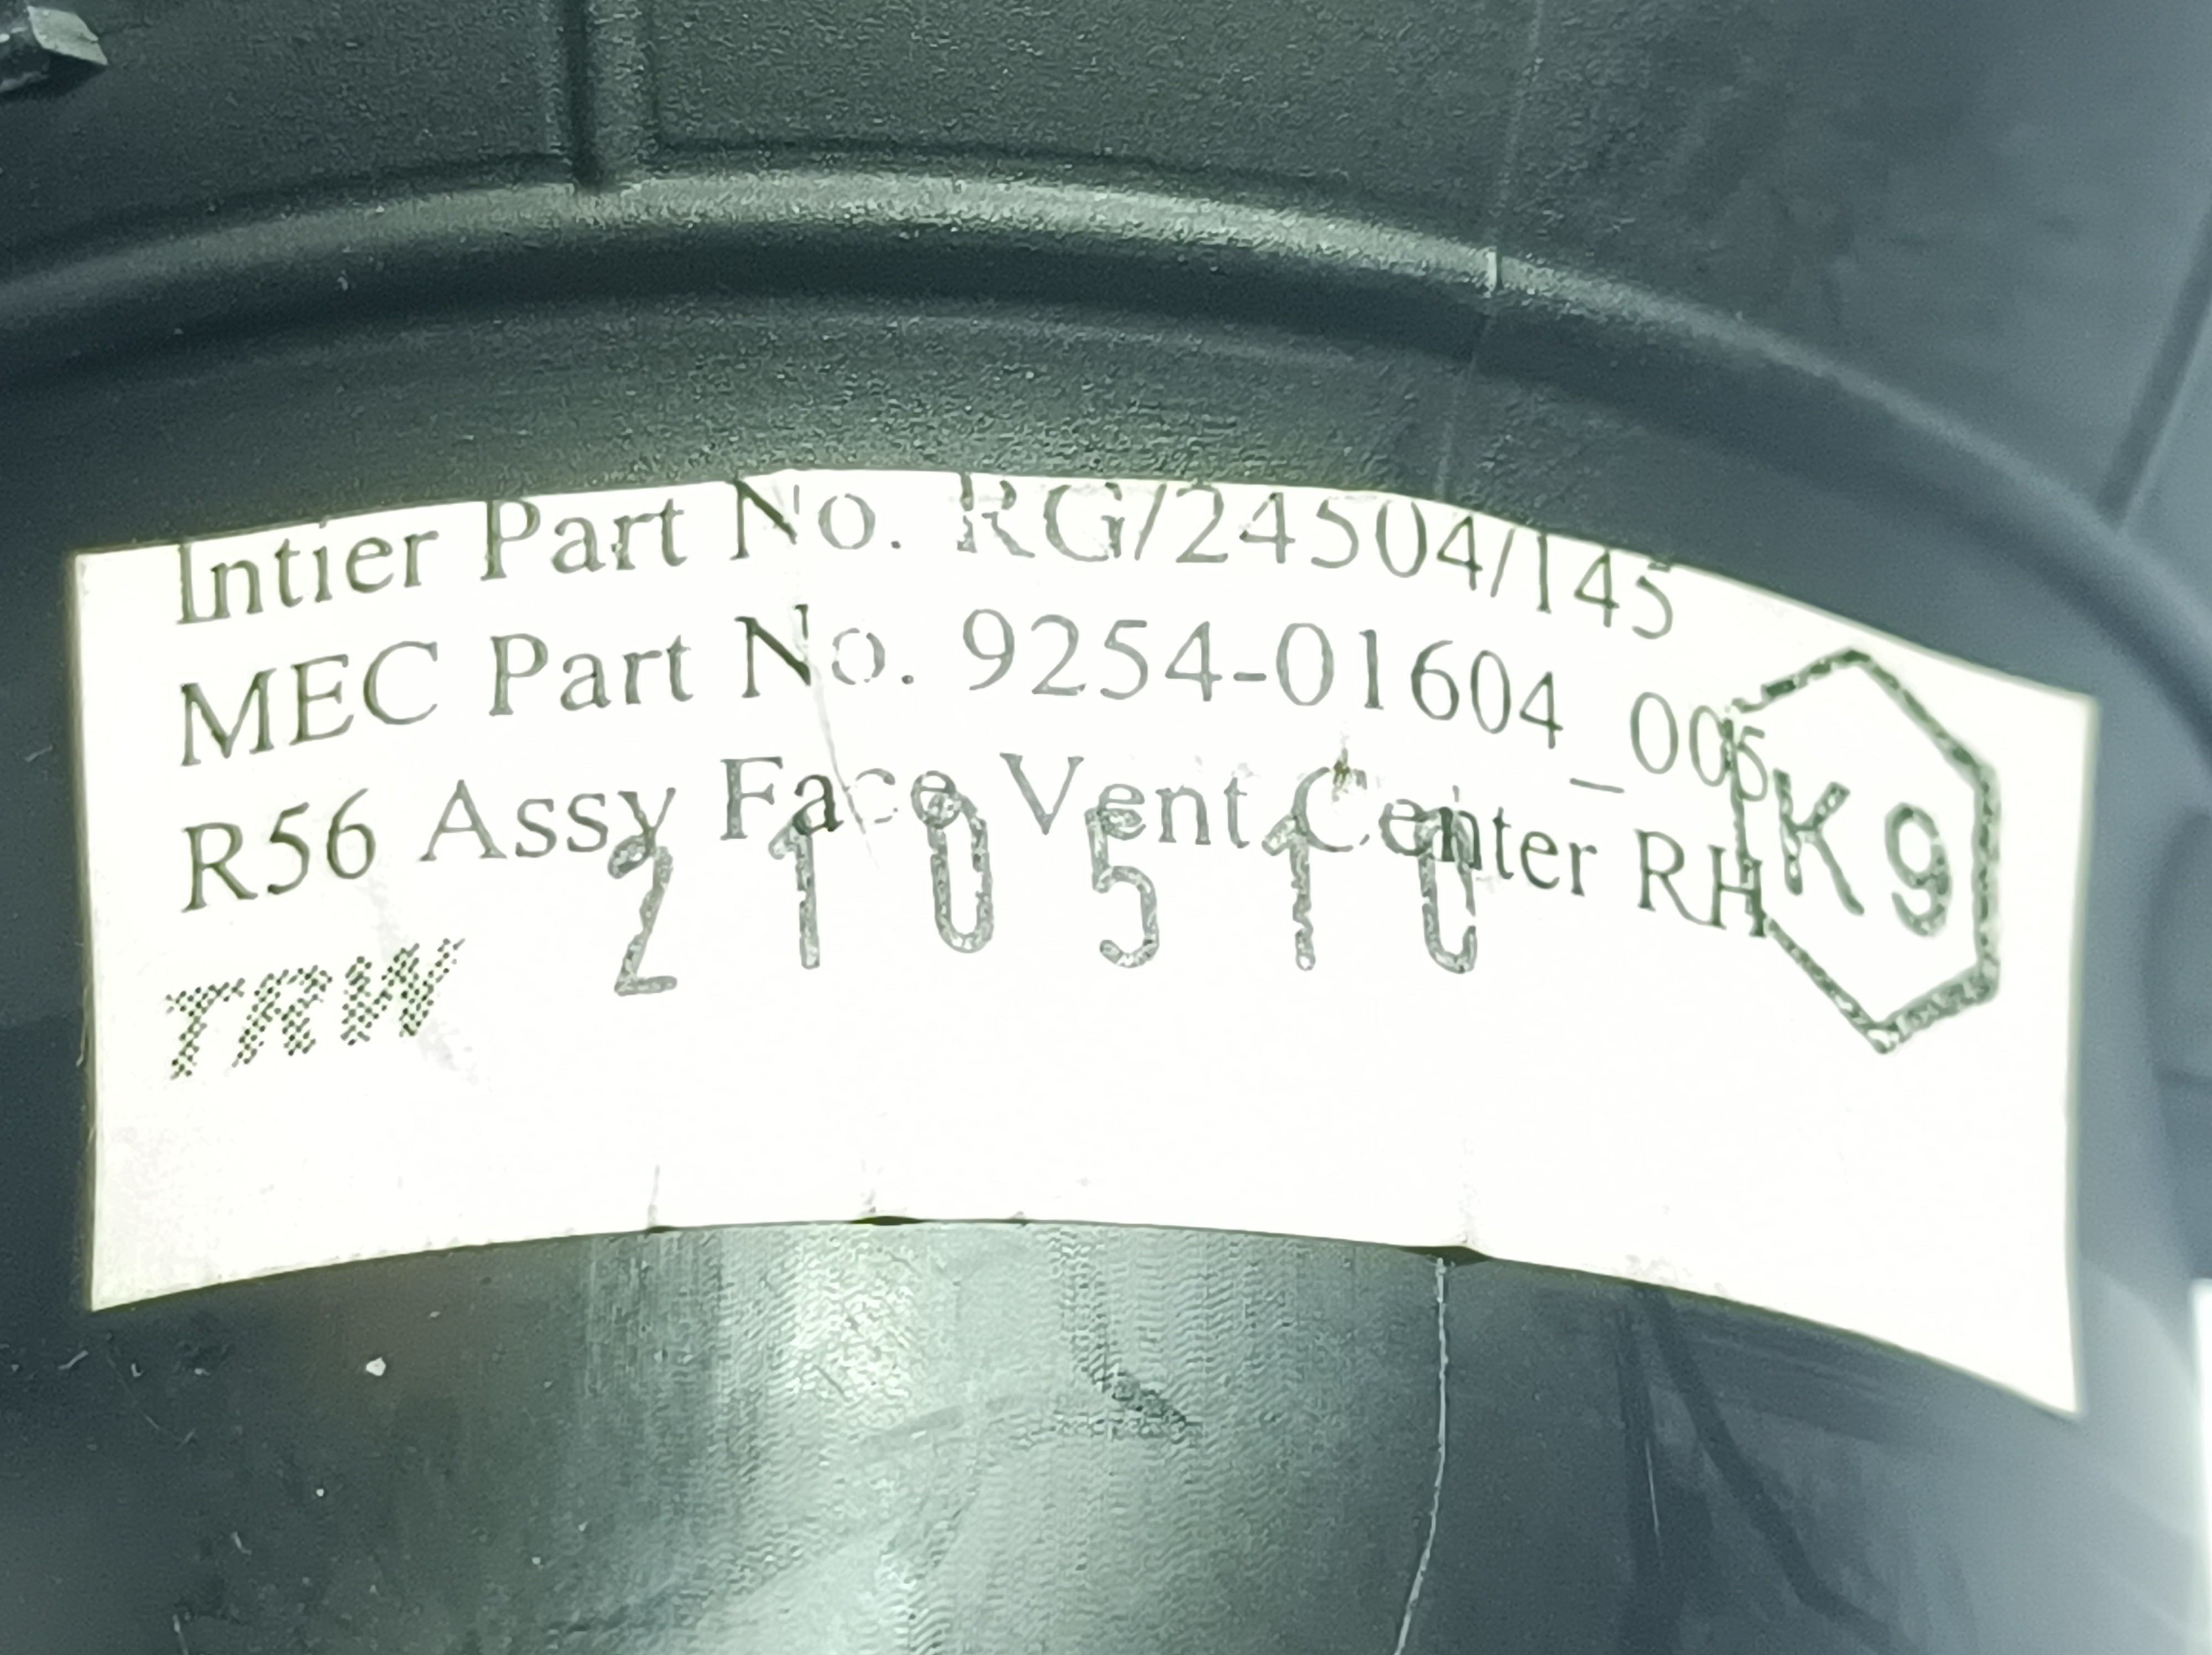 Intier Part No. RG/24504/145
MEC Part No. 9254-01604_005
R56 Assy Face Vent Center RH
K9
210510
TRW